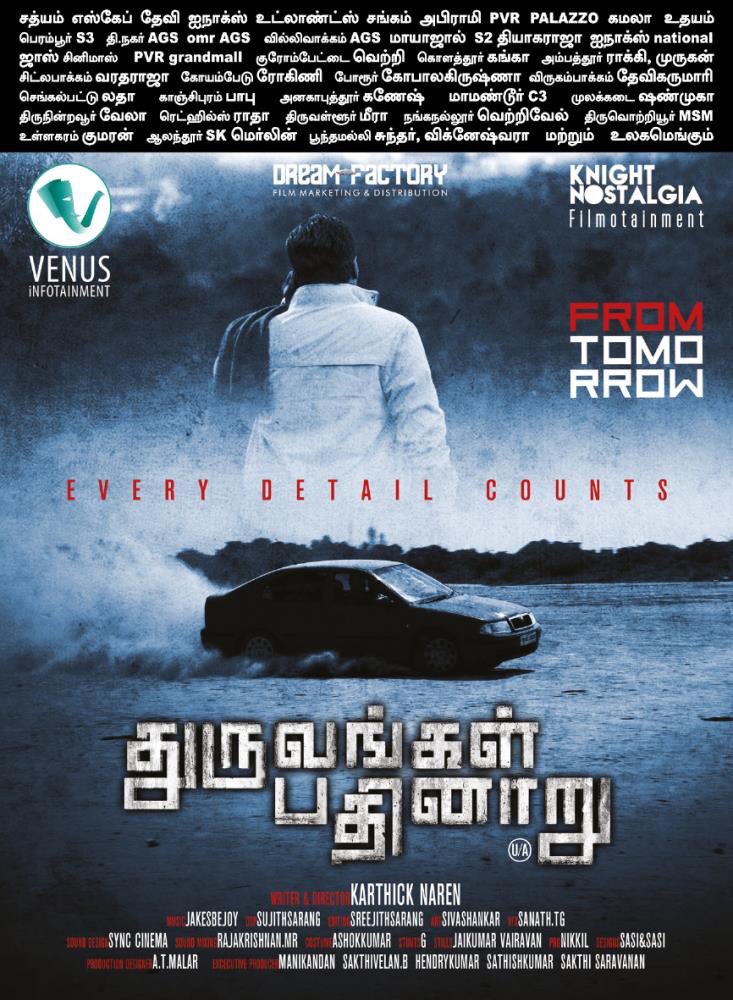 சத்யம் எஸ்கேப் தேவி ஐநாக்ஸ் உட்லாண்ட்ஸ் சங்கம் அபிராமி PVR PALAZZO கமலா உதயம்
பெரம்பூர் S3 தி.நகர் AGS omr AGS வில்லிவாக்கம் AGS மாயாஜால் S2 தியாகராஜா ஐநாக்ஸ் national
ஜாஸ் சினிமாஸ் PVR grandmall குரோம்பேட்டை வெற்றி கொளத்தூர் கங்கா அம்பத்தூர் ராக்கி, முருகன்
சிட்லபாக்கம் வரதராஜா கோயம்பேடு ரோகிணி போரூர் கோபாலகிருஷ்ணா விருகம்பாக்கம் தேவிகருமாரி
செங்கல்பட்டு லதா காஞ்சிபுரம் பாபு அனகாபுத்தூர் கணேஷ் மாமண்டூர் C3 முலக்கடை ஷண்முகா
திருநின்றவூர் வேலா ரெட்ஹில்ஸ் ராதா திருவள்ளூர் மீரா நங்கநல்லூர் வெற்றிவேல் திருவொற்றியூர் MSM
உள்ளகரம் குமரன் ஆலந்தூர் SK மெர்லின் பூந்தமல்லி சுந்தர், விக்னேஷ்வரா மற்றும் உலகமெங்கும்
VENUS
iNFOTAINMENT
DREAM FACTORY
FILM MARKETING & DISTRIBUTION
KNIGHT
NOSTALGIA
Filmotainment
FROM
TOMO
RROW
EVERY DETAIL COUNTS
துருவங்கள்
பதினாறு
U/A
WRITER & DIRECTOR KARTHICK NAREN
MUSIC JAKESBEJOY DOP SUJITHSARANG EDITING SREEJITHSARANG ART SIVASHANKAR VFX SANATH.TG
SOUND DESIGN SYNC CINEMA SOUND MIXING RAJAKRISHNAN.MR COSTUME ASHOKKUMAR STUNTS G STILLS JAIKUMAR VAIRAVAN PRO NIKKIL DESIGNS SASI&SASI
PRODUCTION DESIGNER A.T.MALAR EXCECUTIVE PRODUCER MANIKANDAN SAKTHIVELAN.B HENDRYKUMAR SATHISHKUMAR SAKTHI SARAVANAN